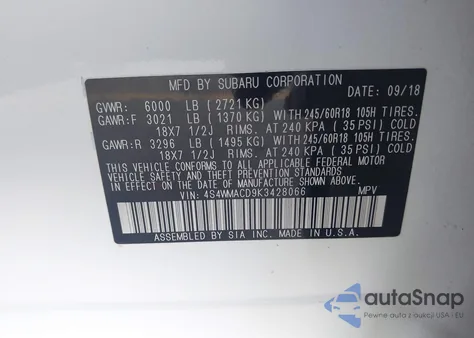 MFD BY SUBARU CORPORATION DATE: 09/18
GVWR: 6000 LB (2721 KG)
GAWR:F 3021 LB (1370 KG) WITH 245/60R18 105H TIRES.
18X7 1/2J RIMS. AT 240 KPA (35 PSI) COLD
GAWR:R 3296 LB (1495 KG) WITH 245/60R18 105H TIRES.
18X7 1/2J RIMS. AT 240 KPA (35 PSI) COLD
THIS VEHICLE CONFORMS TO ALL APPLICABLE FEDERAL MOTOR
VEHICLE SAFETY STANDARDS IN EFFECT ON THE DATE OF
MANUFACTURE SHOWN ABOVE.
VIN: 4S4WMACD9K3428066 MPV
ASSEMBLED BY SIA INC. MADE IN U.S.A.
autoSnap
Pewne auta z aukcji USA i EU